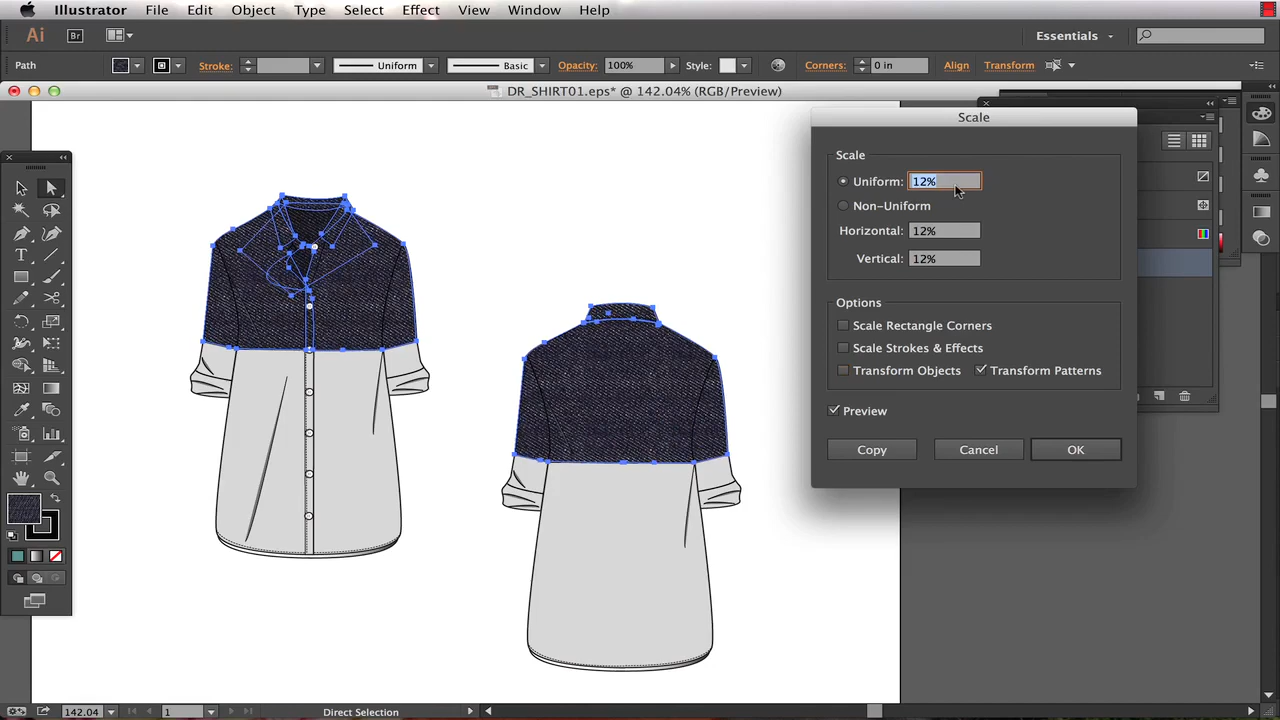 Illustrator File Edit Object Type Select Effect View Window Help
Ai Br Essentials
Path Stroke: Uniform Basic Opacity: 100% Style: Corners: 0 in Align Transform
DR_SHIRT01.eps* @ 142.04% (RGB/Preview)
Scale
Scale
Uniform: 12%
Non-Uniform
Horizontal: 12%
Vertical: 12%
Options
Scale Rectangle Corners
Scale Strokes & Effects
Transform Objects Transform Patterns
Preview
Copy Cancel OK
142.04 1 Direct Selection